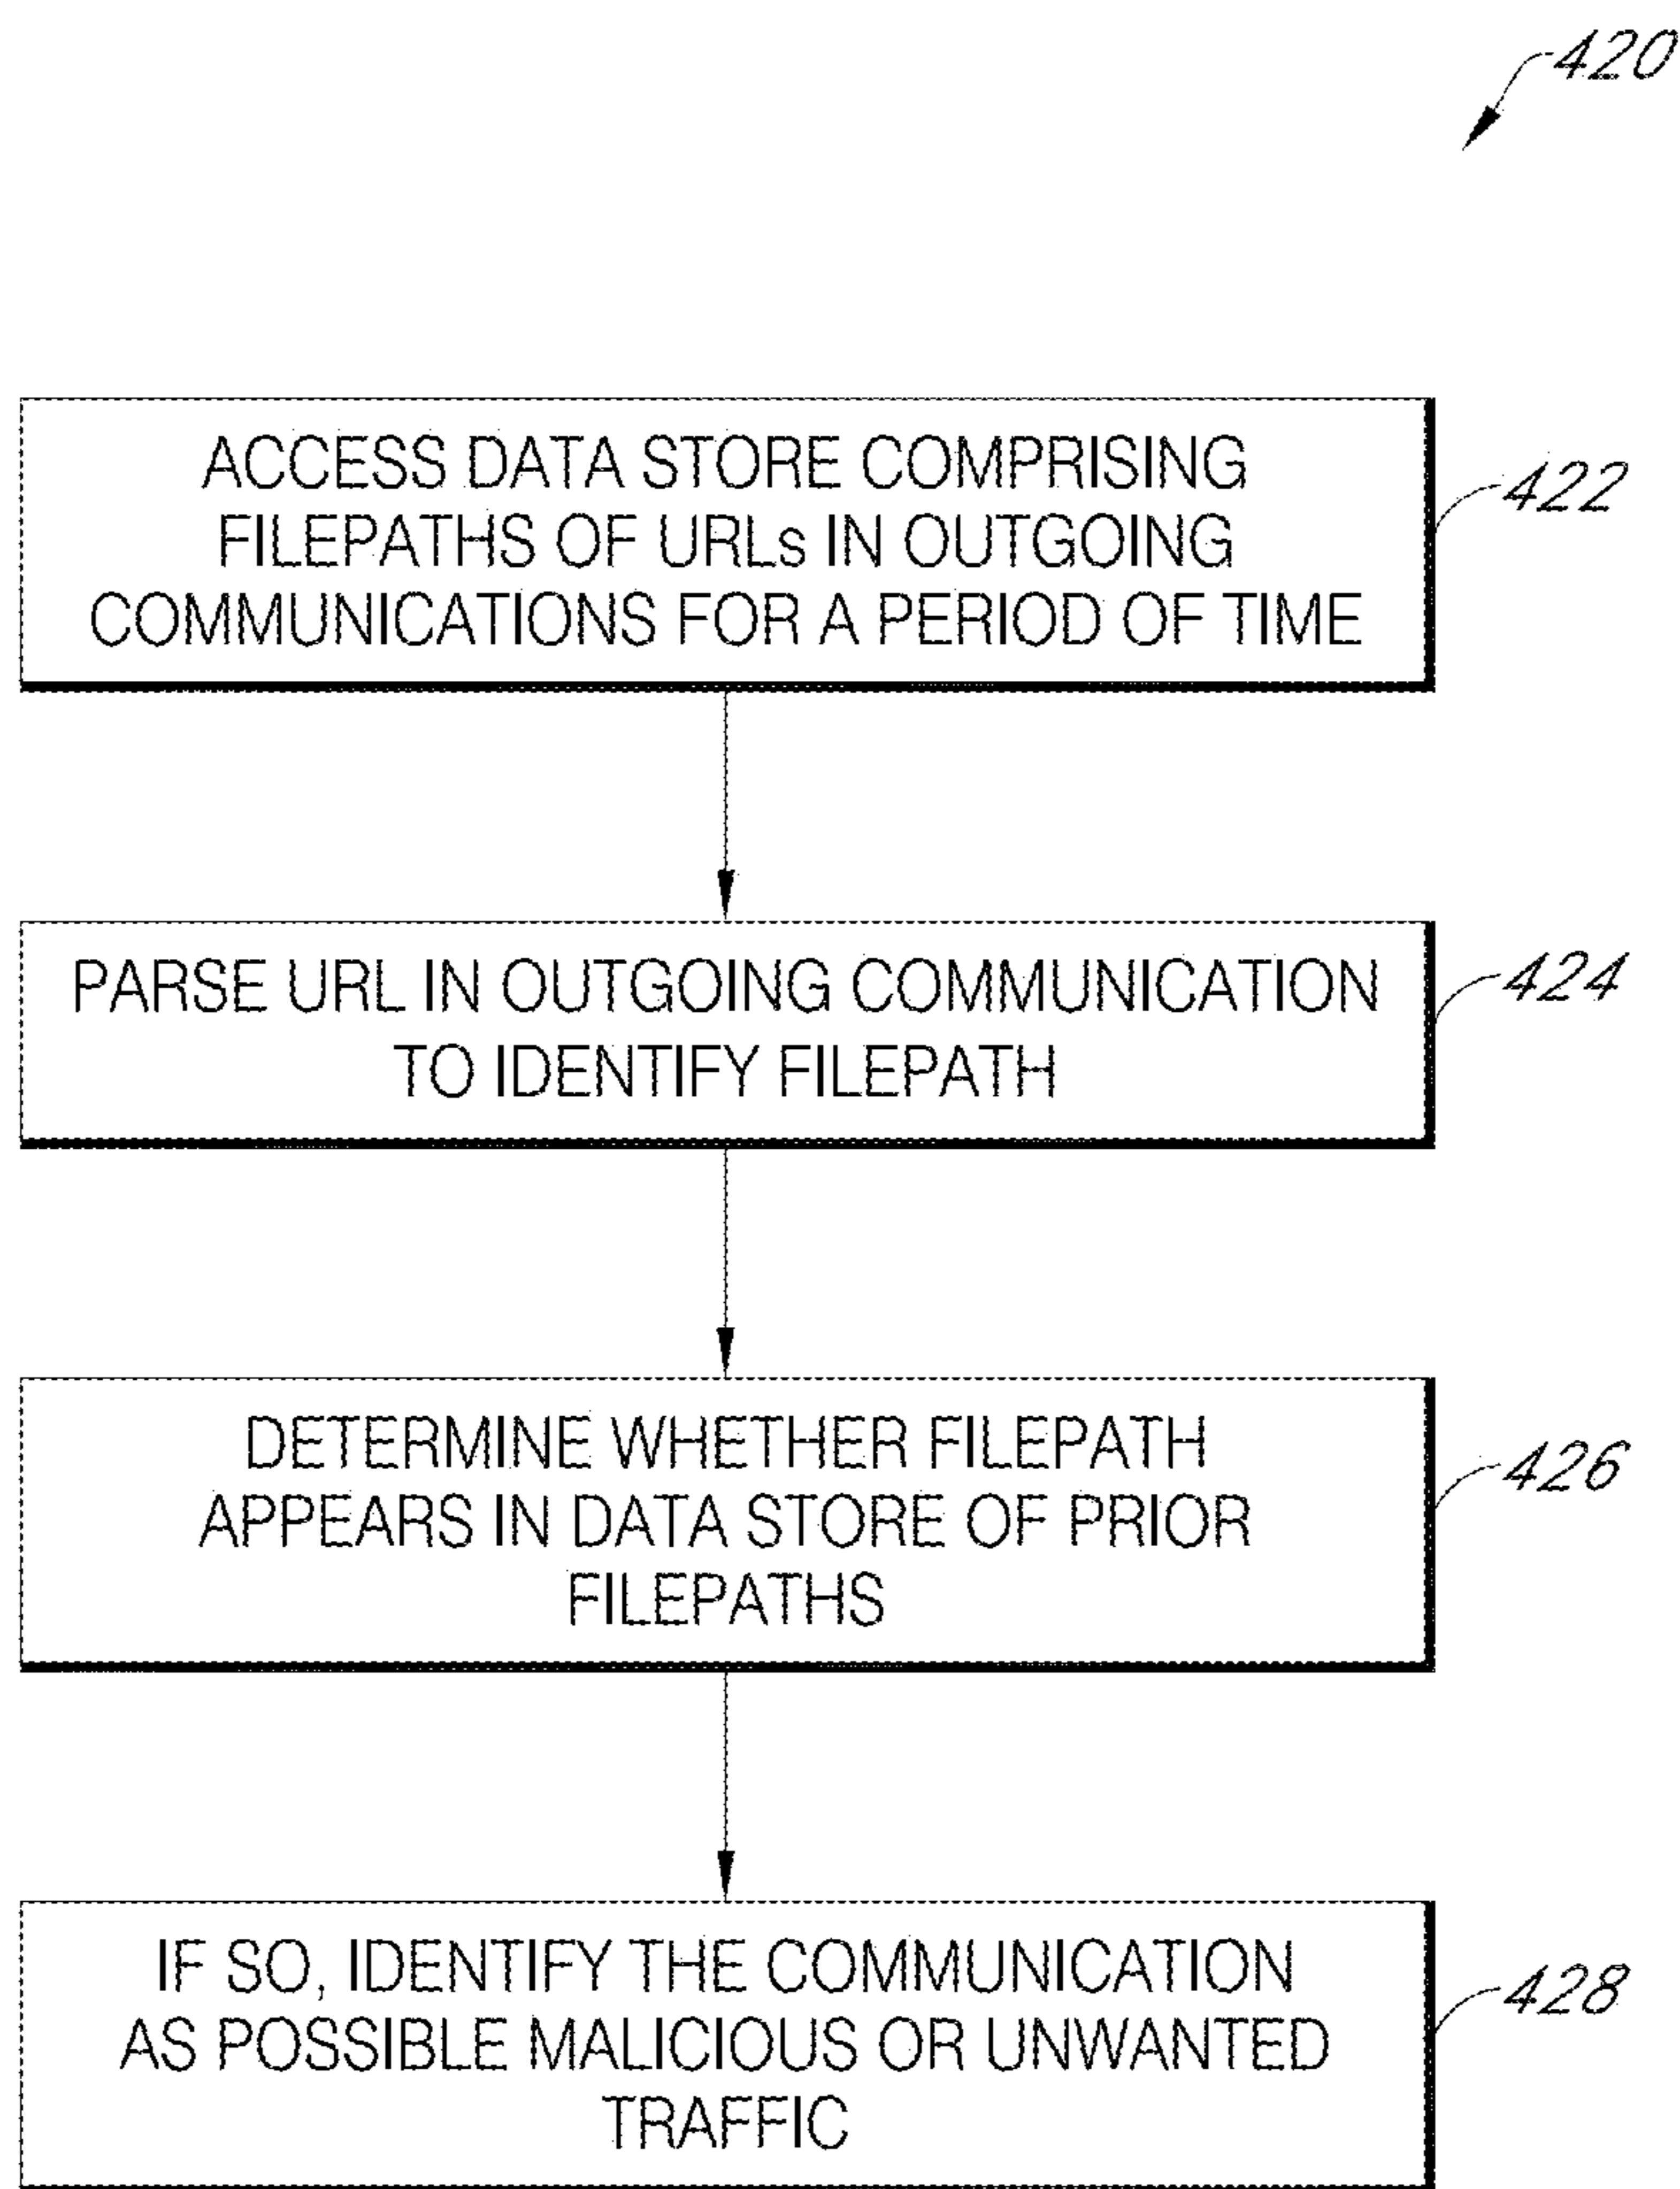 420
ACCESS DATA STORE COMPRISING
FILEPATHS OF URLs IN OUTGOING
COMMUNICATIONS FOR A PERIOD OF TIME
422
PARSE URL IN OUTGOING COMMUNICATION
TO IDENTIFY FILEPATH
424
DETERMINE WHETHER FILEPATH
APPEARS IN DATA STORE OF PRIOR
FILEPATHS
426
IF SO, IDENTIFY THE COMMUNICATION
AS POSSIBLE MALICIOUS OR UNWANTED
TRAFFIC
428